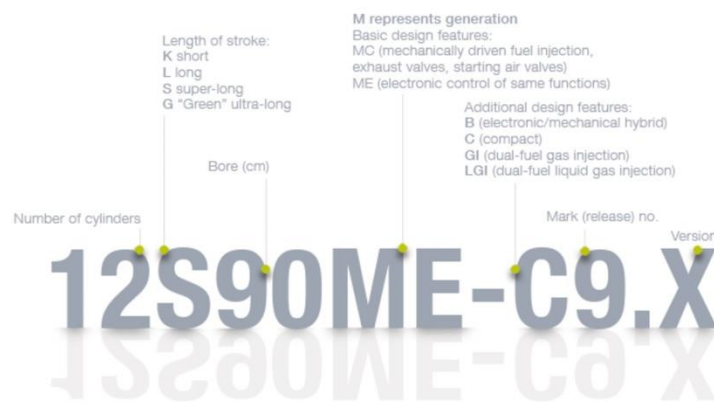 M represents generation
Basic design features:
MC (mechanically driven fuel injection,
exhaust valves, starting air valves)
ME (electronic control of same functions)
Length of stroke:
K short
L long
S super-long
G “Green” ultra-long
Additional design features:
B (electronic/mechanical hybrid)
C (compact)
GI (dual-fuel gas injection)
LGI (dual-fuel liquid gas injection)
Bore (cm)
Number of cylinders
Mark (release) no.
Version
12S90ME-C9.X